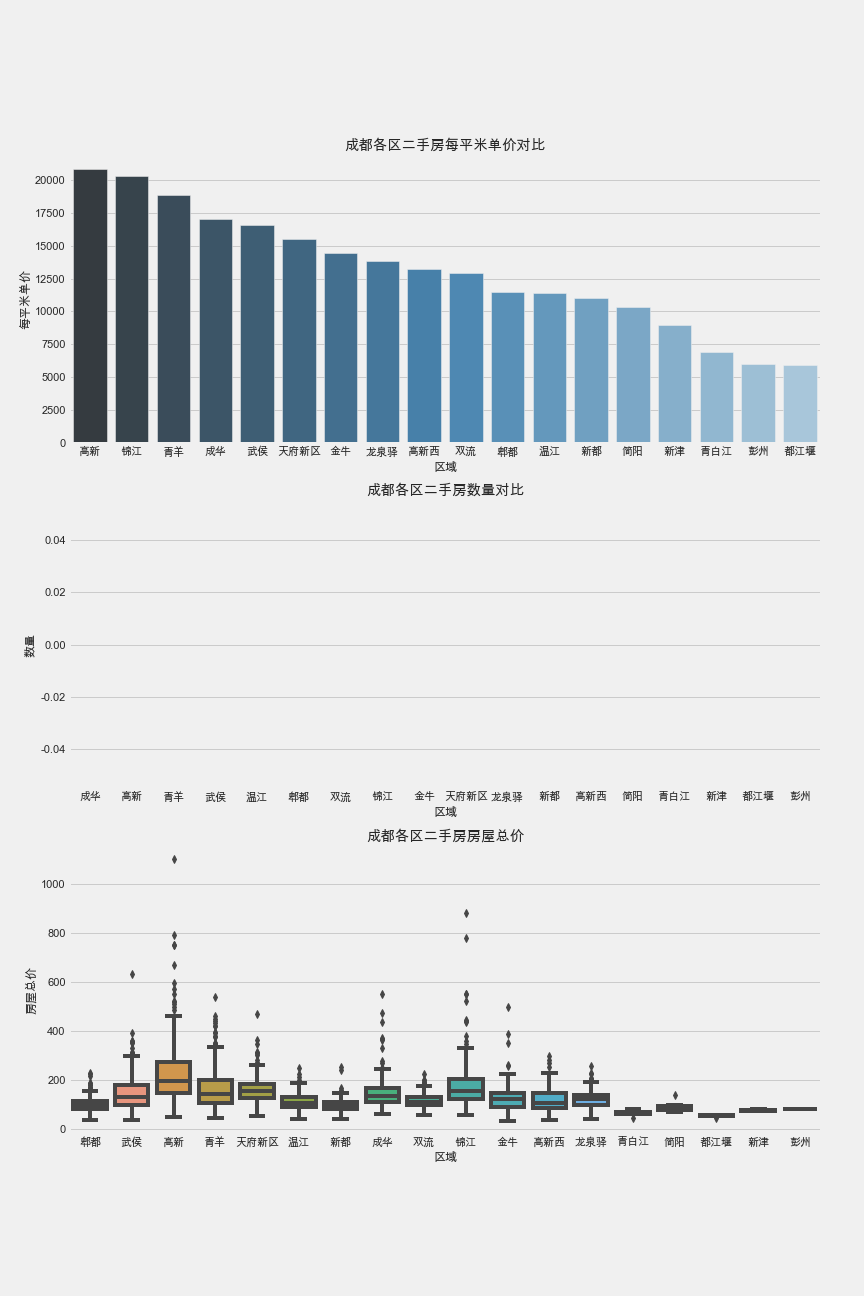 成都各区二手房每平米单价对比
每平米单价
20000
17500
15000
12500
10000
7500
5000
2500
0
高新 锦江 青羊 成华 武侯 天府新区 金牛 龙泉驿 高新西 双流 郫都 温江 新都 简阳 新津 青白江 彭州 都江堰
区域
成都各区二手房数量对比
数量
0.04
0.02
0.00
-0.02
-0.04
成华 高新 青羊 武侯 温江 郫都 双流 锦江 金牛 天府新区 龙泉驿 新都 高新西 简阳 青白江 新津 都江堰 彭州
区域
成都各区二手房房屋总价
房屋总价
1000
800
600
400
200
0
郫都 武侯 高新 青羊 天府新区 温江 新都 成华 双流 锦江 金牛 高新西 龙泉驿 青白江 简阳 都江堰 新津 彭州
区域